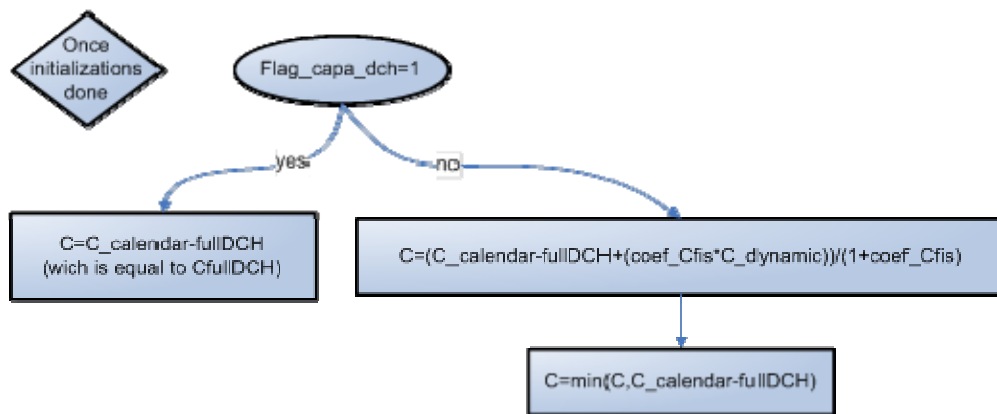 Once
initializations
done
Flag_capa_dch=1
yes
no
C=C_calendar-fullDCH
(wich is equal to CfullDCH)
C=(C_calendar-fullDCH+(coef_Cfis*C_dynamic))/(1+coef_Cfis)
C=min(C,C_calendar-fullDCH)